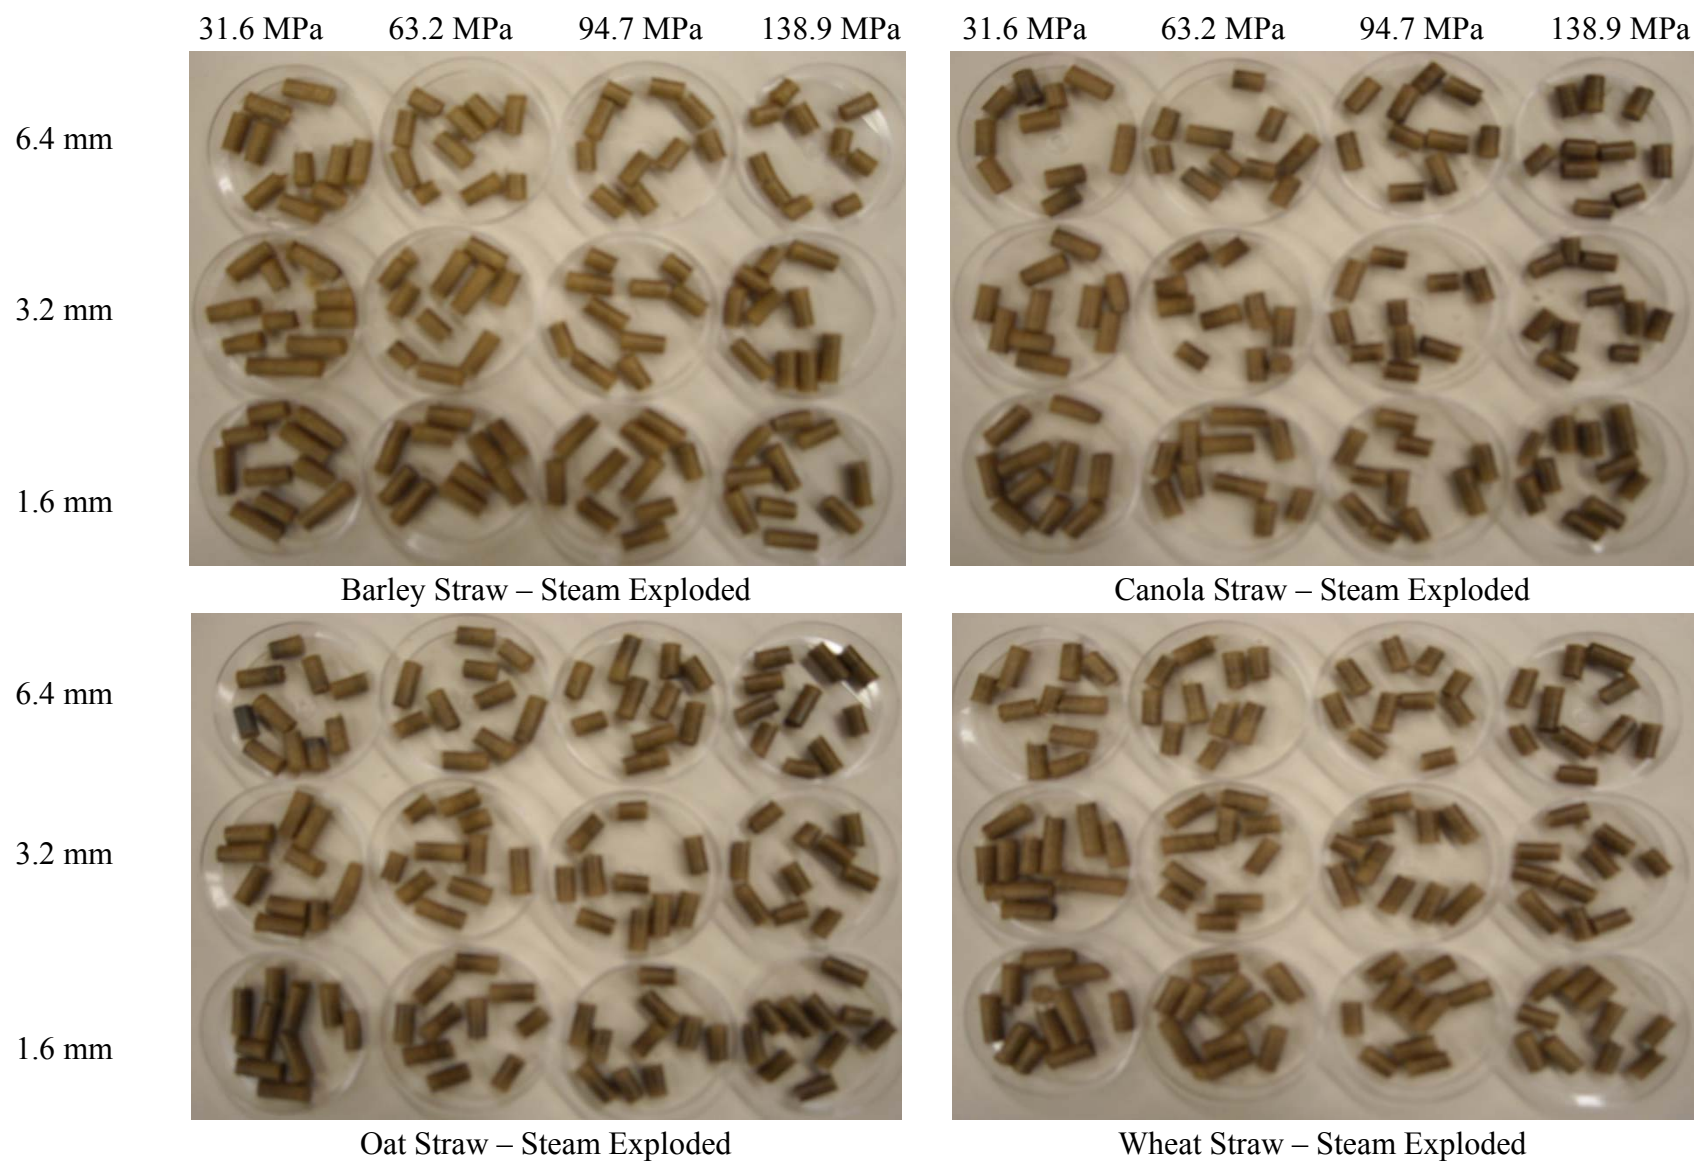 31.6 MPa 63.2 MPa 94.7 MPa 138.9 MPa 31.6 MPa 63.2 MPa 94.7 MPa 138.9 MPa
6.4 mm
3.2 mm
1.6 mm
Barley Straw – Steam Exploded Canola Straw – Steam Exploded
6.4 mm
3.2 mm
1.6 mm
Oat Straw – Steam Exploded Wheat Straw – Steam Exploded